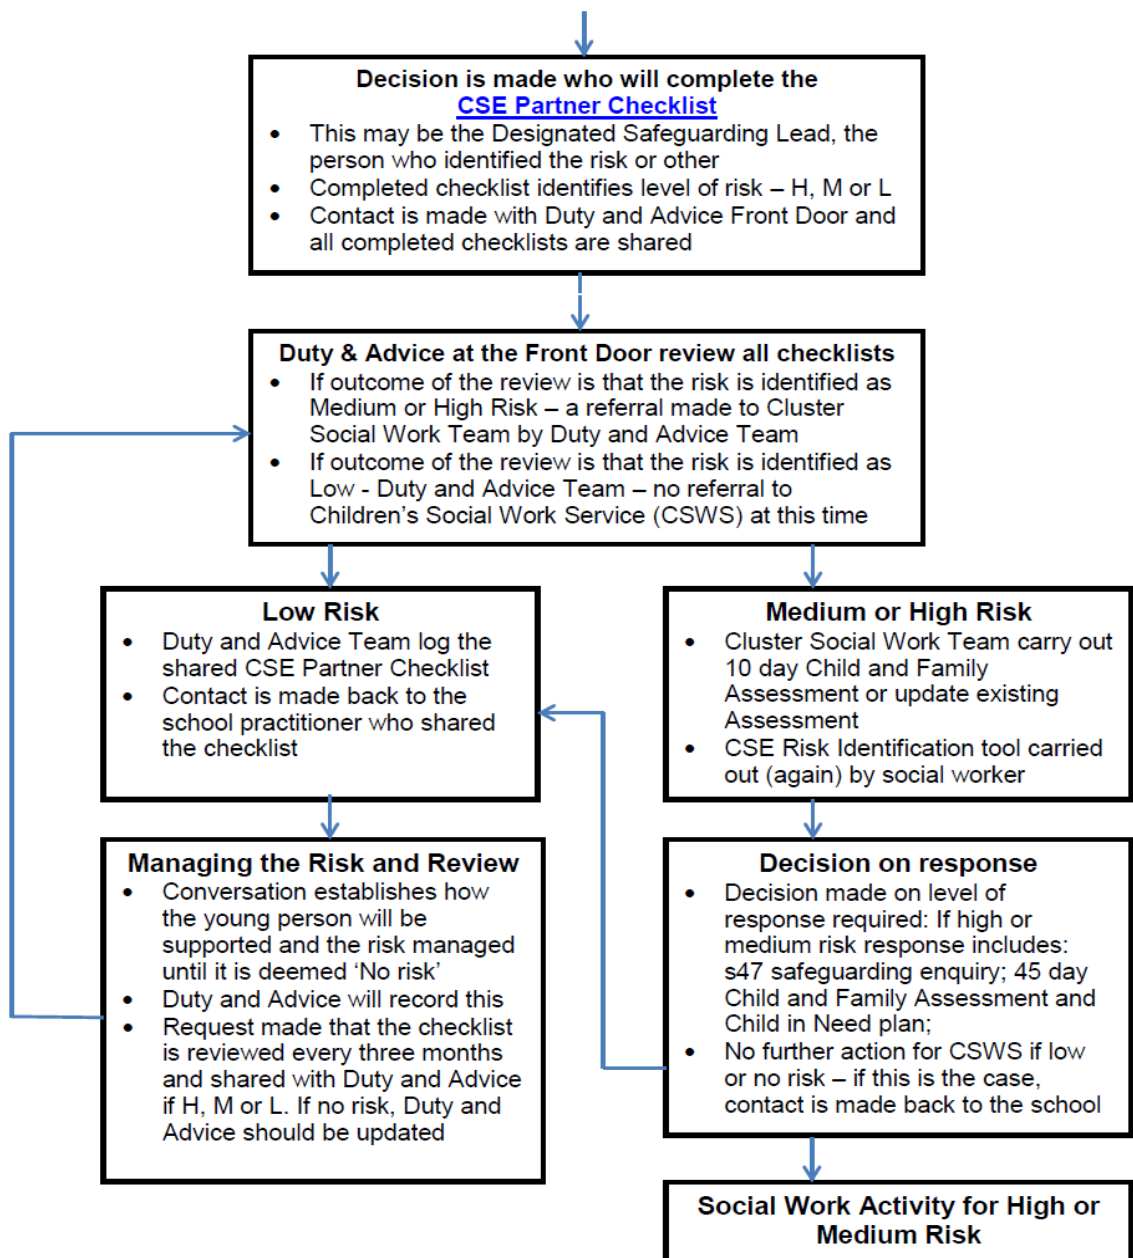 Decision is made who will complete the
CSE Partner Checklist
• This may be the Designated Safeguarding Lead, the
person who identified the risk or other
• Completed checklist identifies level of risk – H, M or L
• Contact is made with Duty and Advice Front Door and
all completed checklists are shared
Duty & Advice at the Front Door review all checklists
• If outcome of the review is that the risk is identified as
Medium or High Risk – a referral made to Cluster
Social Work Team by Duty and Advice Team
• If outcome of the review is that the risk is identified as
Low - Duty and Advice Team – no referral to
Children's Social Work Service (CSWS) at this time
Low Risk
• Duty and Advice Team log the
shared CSE Partner Checklist
• Contact is made back to the
school practitioner who shared
the checklist
Medium or High Risk
• Cluster Social Work Team carry out
10 day Child and Family
Assessment or update existing
Assessment
• CSE Risk Identification tool carried
out (again) by social worker
Managing the Risk and Review
• Conversation establishes how
the young person will be
supported and the risk managed
until it is deemed 'No risk'
• Duty and Advice will record this
• Request made that the checklist
is reviewed every three months
and shared with Duty and Advice
if H, M or L. If no risk, Duty and
Advice should be updated
Decision on response
• Decision made on level of
response required: If high or
medium risk response includes:
s47 safeguarding enquiry; 45 day
Child and Family Assessment and
Child in Need plan;
• No further action for CSWS if low
or no risk – if this is the case,
contact is made back to the school
Social Work Activity for High or
Medium Risk